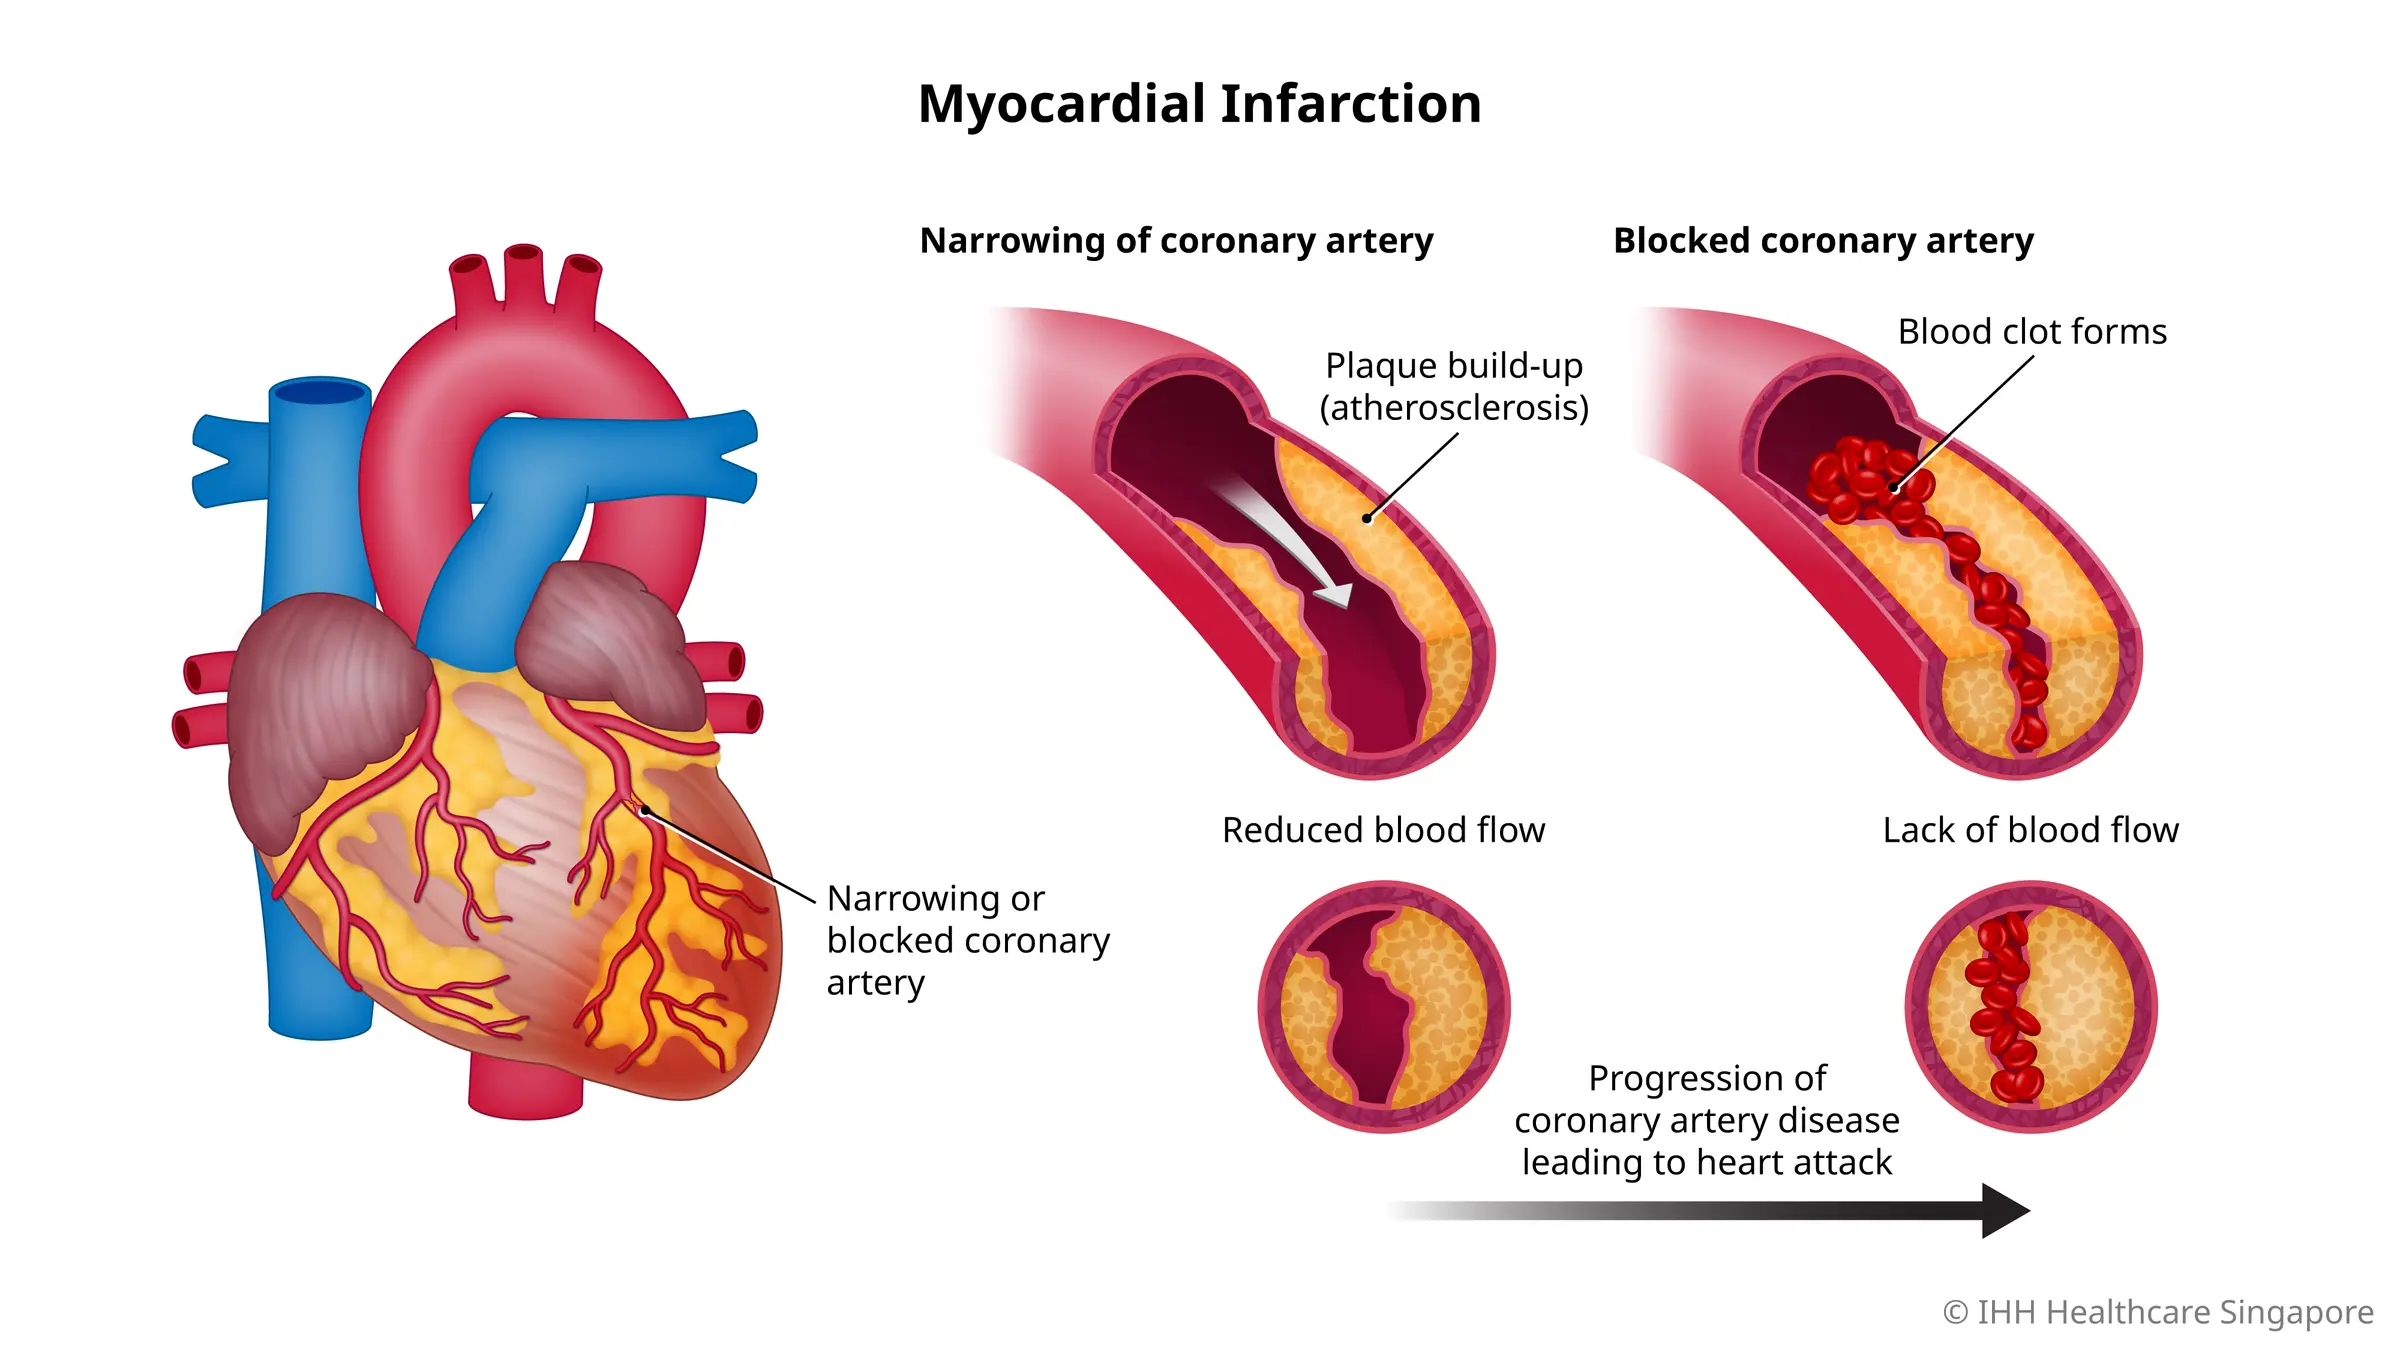 Myocardial Infarction
Narrowing of coronary artery
Blocked coronary artery
Plaque build-up
(atherosclerosis)
Blood clot forms
Reduced blood flow
Lack of blood flow
Narrowing or
blocked coronary
artery
Progression of
coronary artery disease
leading to heart attack
© IHH Healthcare Singapore